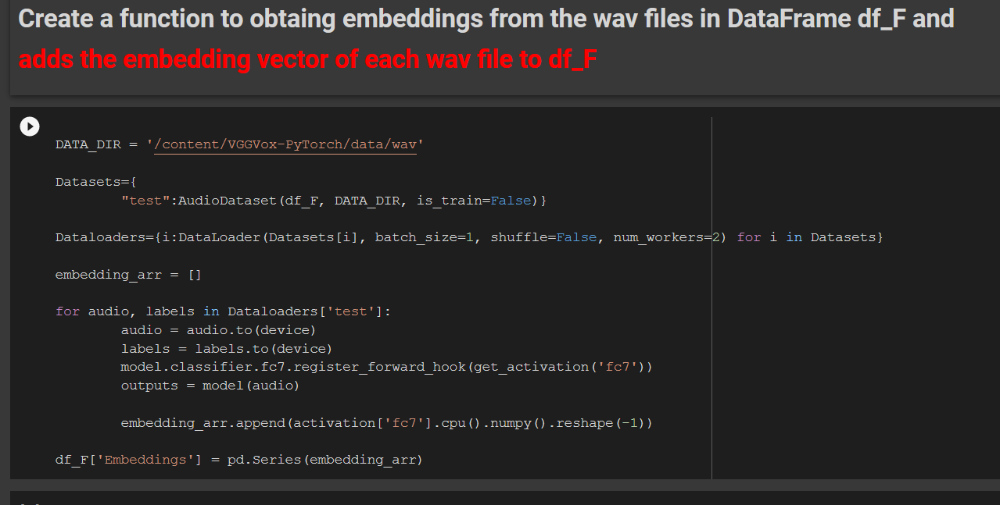 Create a function to obtaing embeddings from the wav files in DataFrame df_F and
adds the embedding vector of each wav file to df_F
DATA_DIR = '/content/VGGVox-PyTorch/data/wav'
Datasets={
"test":AudioDataset(df_F, DATA_DIR, is_train=False)}
Dataloaders={i:DataLoader(Datasets[i], batch_size=1, shuffle=False, num_workers=2) for i in Datasets}
embedding_arr = []
for audio, labels in Dataloaders['test']:
audio = audio.to(device)
labels = labels.to(device)
model.classifier.fc7.register_forward_hook(get_activation('fc7'))
outputs = model(audio)
embedding_arr.append(activation['fc7'].cpu().numpy().reshape(-1))
df_F['Embeddings'] = pd.Series(embedding_arr)